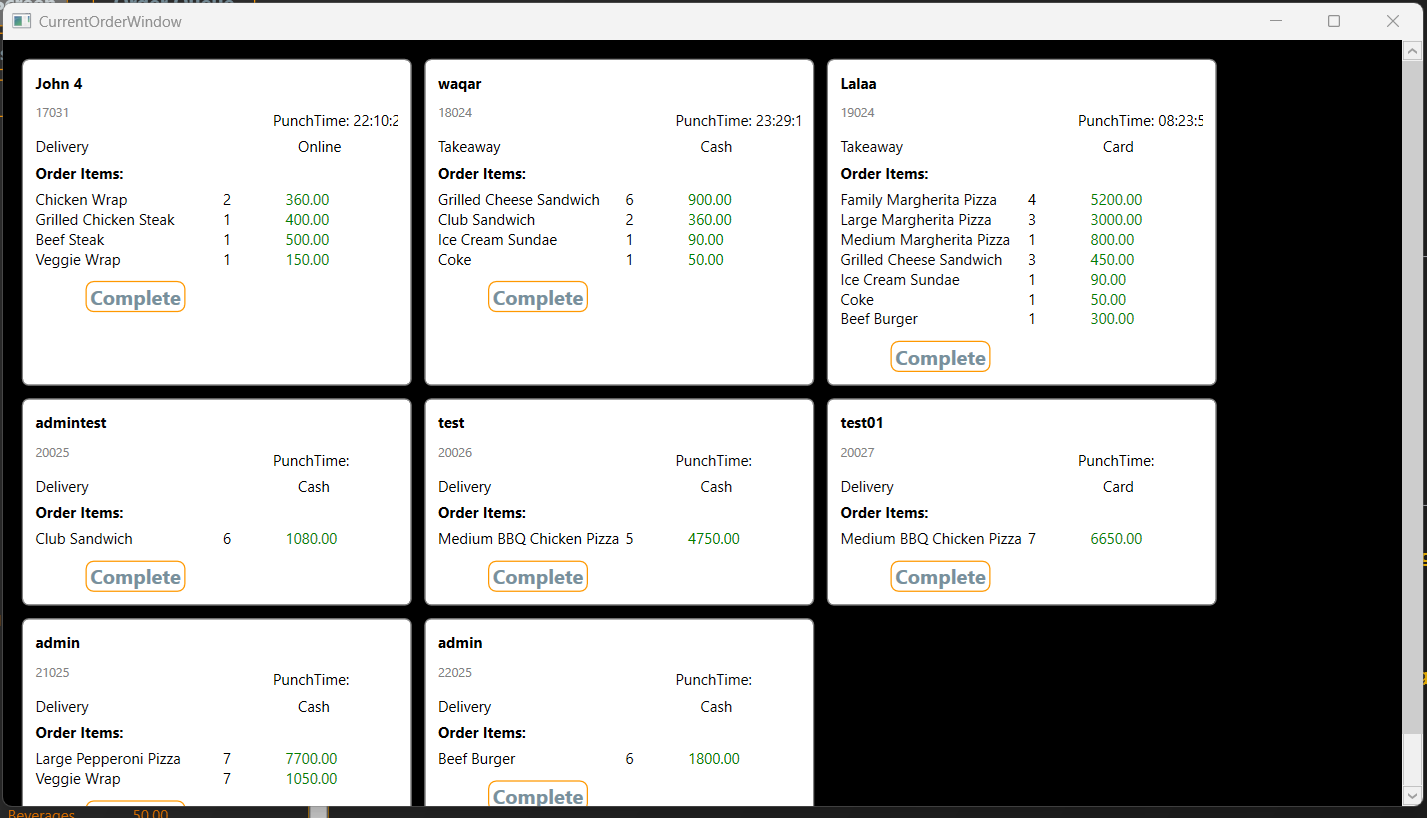 CurrentOrderWindow
John 4
17031
PunchTime: 22:10:2
Delivery Online
Order Items:
Chicken Wrap 2 360.00
Grilled Chicken Steak 1 400.00
Beef Steak 1 500.00
Veggie Wrap 1 150.00
Complete
waqar
18024
PunchTime: 23:29:1
Takeaway Cash
Order Items:
Grilled Cheese Sandwich 6 900.00
Club Sandwich 2 360.00
Ice Cream Sundae 1 90.00
Coke 1 50.00
Complete
Lalaa
19024
PunchTime: 08:23:5
Takeaway Card
Order Items:
Family Margherita Pizza 4 5200.00
Large Margherita Pizza 3 3000.00
Medium Margherita Pizza 1 800.00
Grilled Cheese Sandwich 3 450.00
Ice Cream Sundae 1 90.00
Coke 1 50.00
Beef Burger 1 300.00
Complete
admintest
20025
PunchTime:
Delivery Cash
Order Items:
Club Sandwich 6 1080.00
Complete
test
20026
PunchTime:
Delivery Cash
Order Items:
Medium BBQ Chicken Pizza 5 4750.00
Complete
test01
20027
PunchTime:
Delivery Card
Order Items:
Medium BBQ Chicken Pizza 7 6650.00
Complete
admin
21025
PunchTime:
Delivery Cash
Order Items:
Large Pepperoni Pizza 7 7700.00
Veggie Wrap 7 1050.00
admin
22025
PunchTime:
Delivery Cash
Order Items:
Beef Burger 6 1800.00
Complete
Beverages 50.00